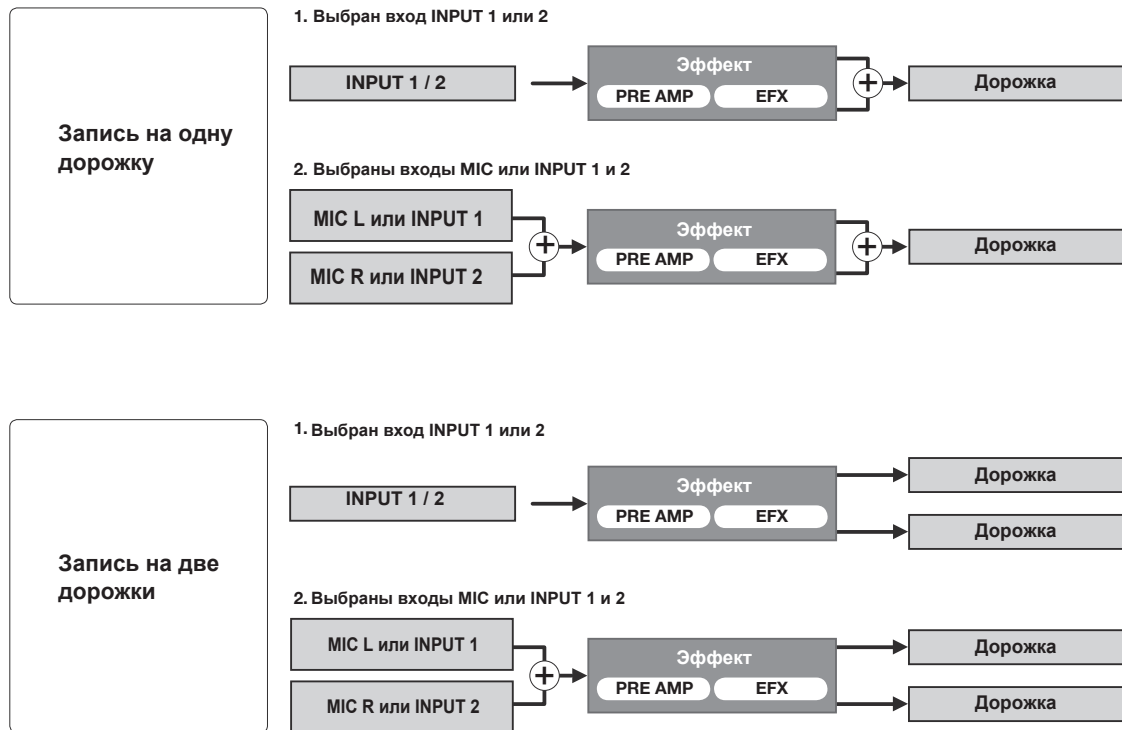 Запись на одну
дорожку
1. Выбран вход INPUT 1 или 2
INPUT 1 / 2
Эффект
PRE AMP EFX
+
Дорожка
2. Выбраны входы MIC или INPUT 1 и 2
MIC L или INPUT 1
MIC R или INPUT 2
+
Эффект
PRE AMP EFX
+
Дорожка
Запись на две
дорожки
1. Выбран вход INPUT 1 или 2
INPUT 1 / 2
Эффект
PRE AMP EFX
Дорожка
Дорожка
2. Выбраны входы MIC или INPUT 1 и 2
MIC L или INPUT 1
MIC R или INPUT 2
+
Эффект
PRE AMP EFX
Дорожка
Дорожка